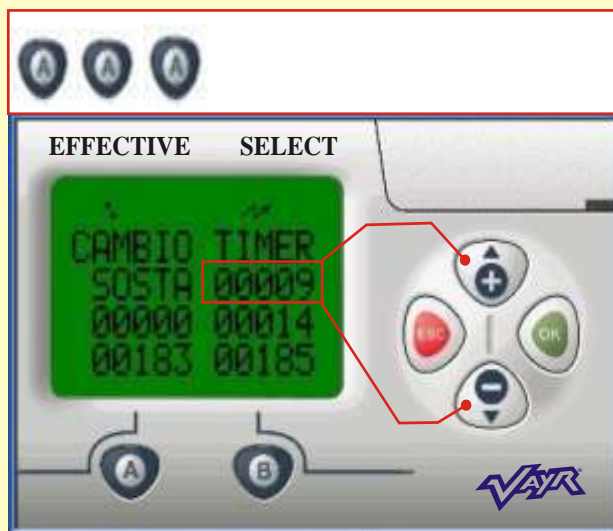 A A A
EFFECTIVE SELECT
CAMBIO TIMER
SOSTA 00009
00000 00014
00183 00185
ESC OK
A B
VAYR